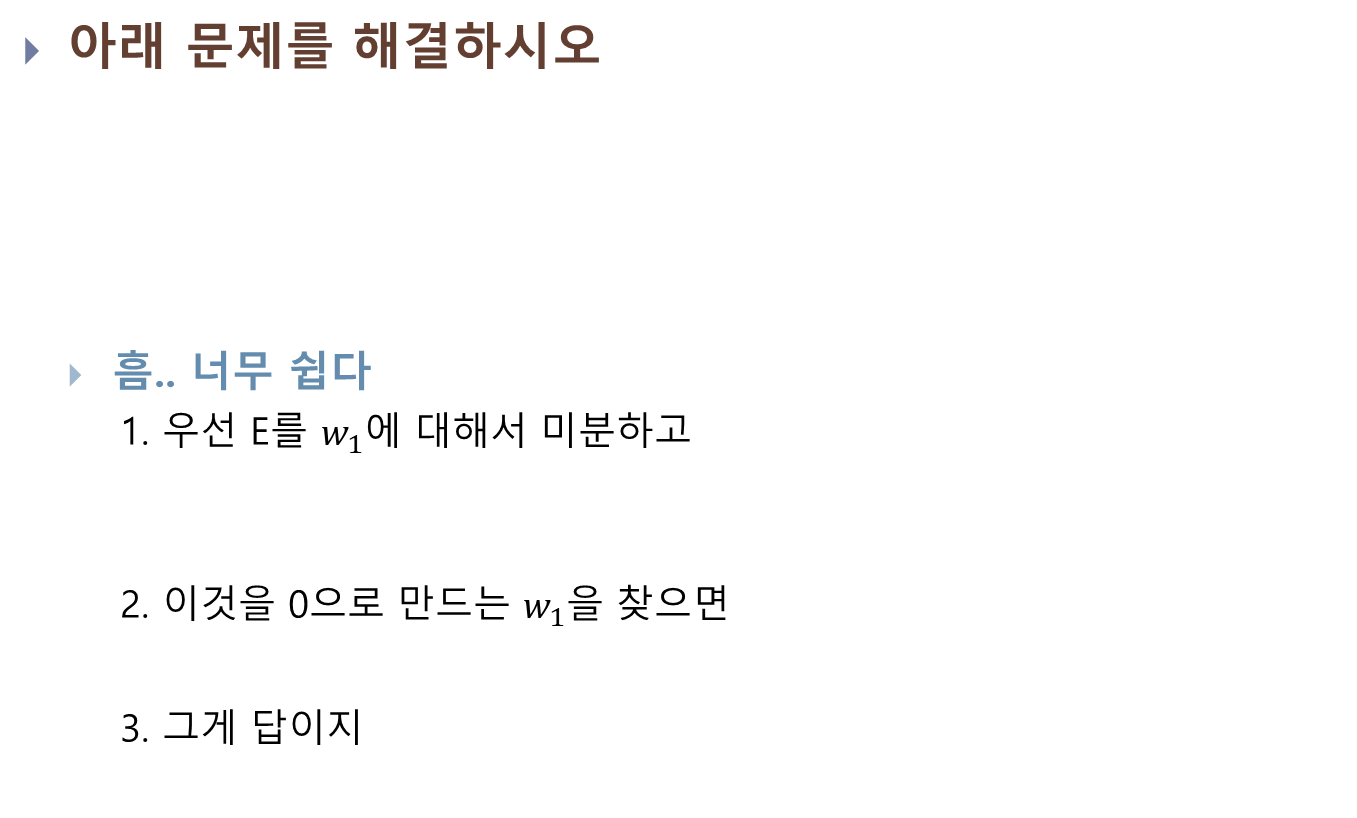 아래 문제를 해결하시오
흠.. 너무 쉽다
1. 우선 E를 w₁에 대해서 미분하고
2. 이것을 0으로 만드는 w₁을 찾으면
3. 그게 답이지